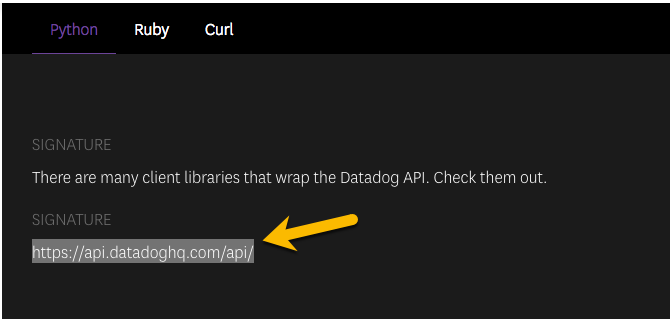 Python Ruby Curl
SIGNATURE
There are many client libraries that wrap the Datadog API. Check them out.
SIGNATURE
https://api.datadoghq.com/api/